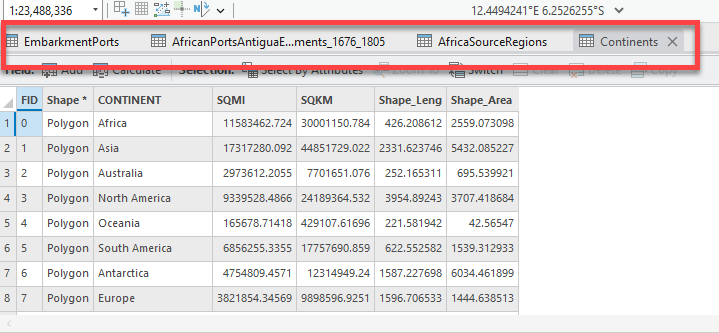 1:23,488,336
12.4494241°E 6.2526255°S
EmbarkmentPorts AfricanPortsAntiguaE...ments_1676_1805 AfricaSourceRegions Continents
Field: Add Calculate Selection: Select By Attributes Zoom To Switch Clear Delete Copy
FID Shape * CONTINENT SQMI SQKM Shape_Leng Shape_Area
1 0 Polygon Africa 11583462.724 30001150.784 426.208612 2559.073098
2 1 Polygon Asia 17317280.092 44851729.022 2331.623746 5432.085227
3 2 Polygon Australia 2973612.2055 7701651.076 252.165311 695.539921
4 3 Polygon North America 9339528.4866 24189364.532 3954.89243 3707.418684
5 4 Polygon Oceania 165678.71418 429107.61696 221.581942 42.56547
6 5 Polygon South America 6856255.3355 17757690.859 622.552582 1539.312933
7 6 Polygon Antarctica 4754809.4571 12314949.24 1587.227698 6034.461899
8 7 Polygon Europe 3821854.34569 9898596.9251 1596.706533 1444.638513